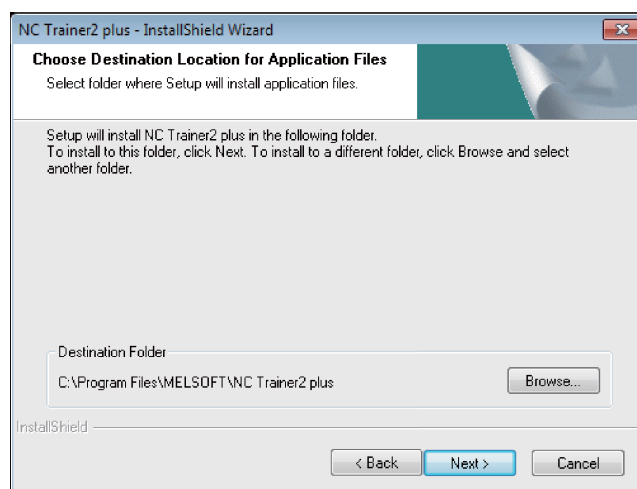 NC Trainer2 plus - InstallShield Wizard
Choose Destination Location for Application Files
Select folder where Setup will install application files.
Setup will install NC Trainer2 plus in the following folder.
To install to this folder, click Next. To install to a different folder, click Browse and select
another folder.
Destination Folder
C:\Program Files\MELSOFT\NC Trainer2 plus
Browse...
InstallShield
< Back
Next >
Cancel